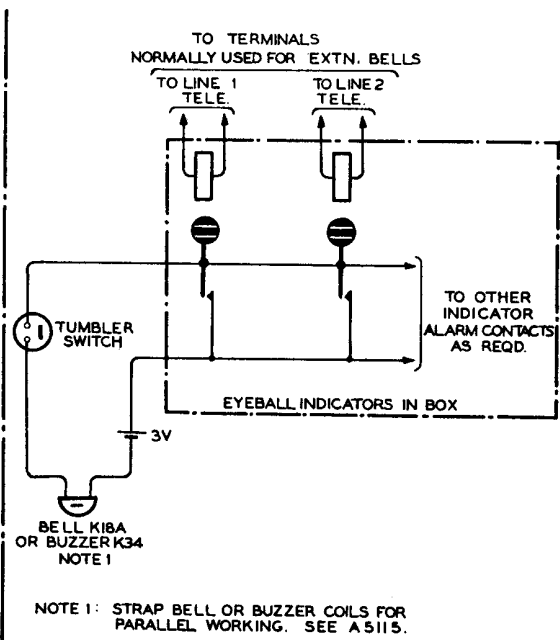 TO TERMINALS
NORMALLY USED FOR EXTN. BELLS
TO LINE 1
TELE.
TO LINE 2
TELE.
TUMBLER
SWITCH
TO OTHER
INDICATOR
ALARM CONTACTS
AS REQD.
EYEBALL INDICATORS IN BOX
3V
BELL K18A
OR BUZZER K34
NOTE 1
NOTE 1: STRAP BELL OR BUZZER COILS FOR
PARALLEL WORKING. SEE A5115.